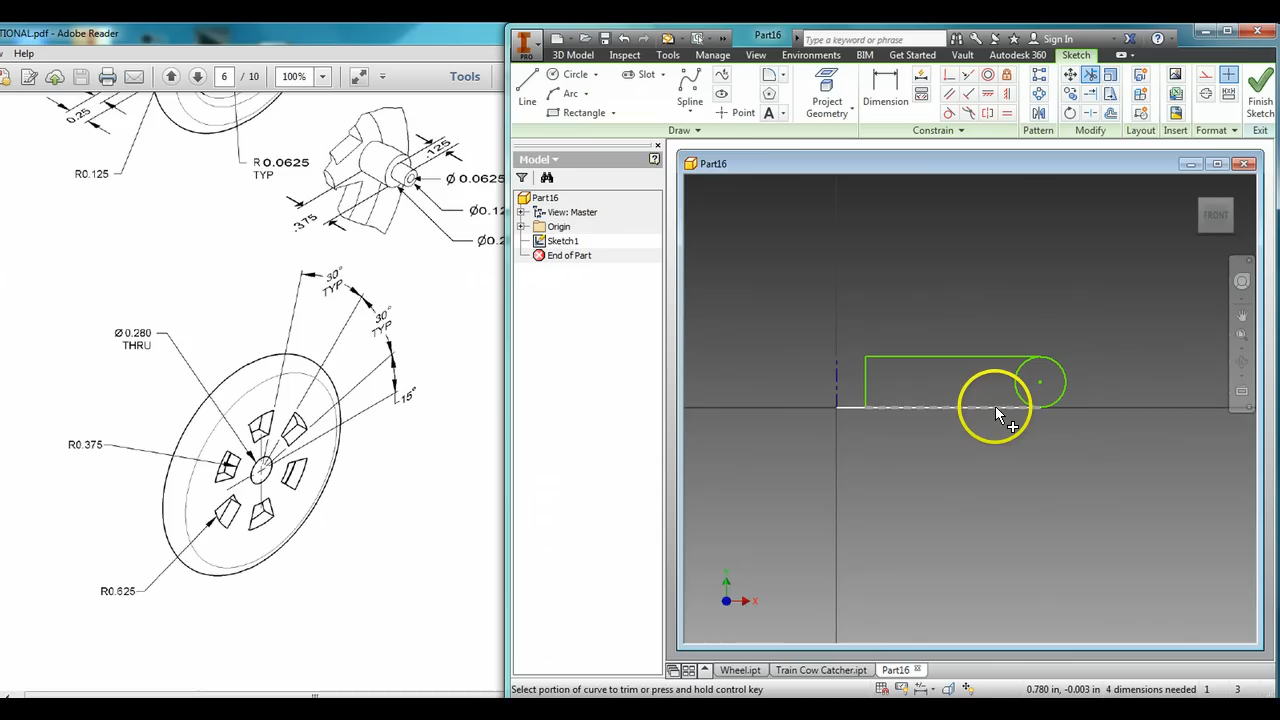 TIONAL.pdf - Adobe Reader
Help
6 / 10
100%
Tools
0.25
R0.125
R 0.0625
TYP
.125
Ø 0.0625
Ø0.12
.375
Ø0.2
30°
TYP
30°
TYP
15°
Ø 0.280
THRU
R0.375
R0.625
PRO
Part16
Type a keyword or phrase
Sign In
3D Model
Inspect
Tools
Manage
View
Environments
BIM
Get Started
Vault
Autodesk 360
Sketch
Line
Circle
Arc
Rectangle
Slot
Spline
Point
A
Project
Geometry
Dimension
Finish
Sketch
Draw
Constrain
Pattern
Modify
Layout
Insert
Format
Exit
Model
Part16
View: Master
Origin
Sketch1
End of Part
Part16
FRONT
Y
X
Wheel.ipt
Train Cow Catcher.ipt
Part16
Select portion of curve to trim or press and hold control key
0.780 in, -0.003 in
4 dimensions needed
1
3